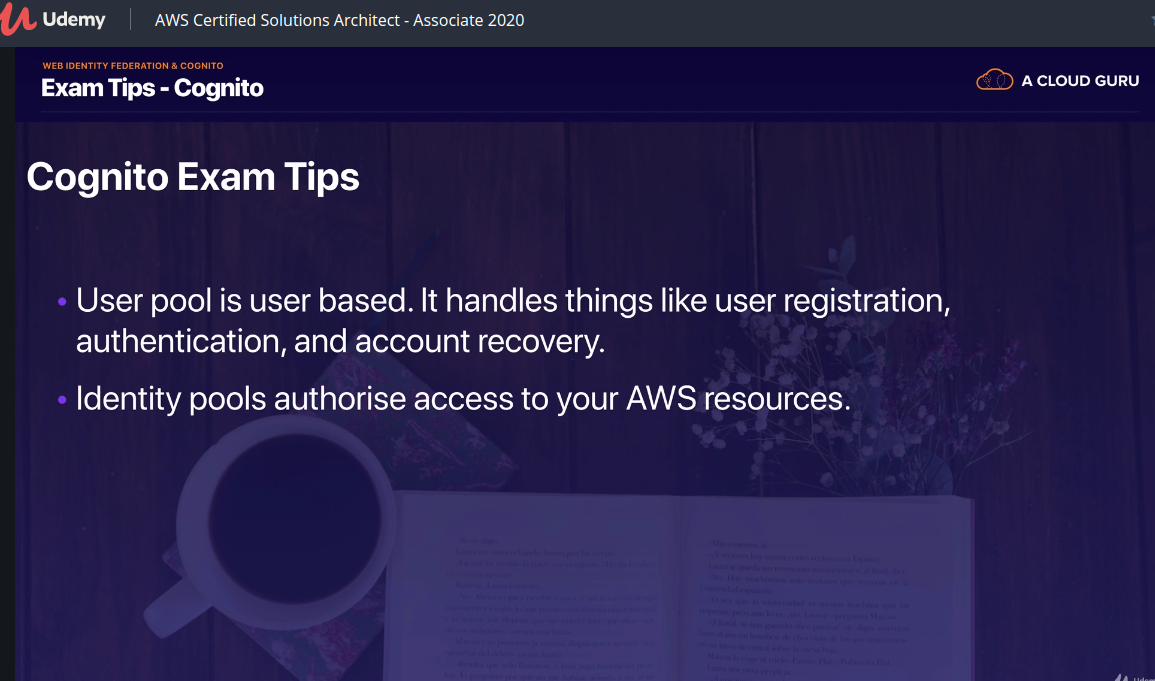 Udemy
AWS Certified Solutions Architect - Associate 2020
WEB IDENTITY FEDERATION & COGNITO
Exam Tips - Cognito
A CLOUD GURU
Cognito Exam Tips
• User pool is user based. It handles things like user registration,
authentication, and account recovery.
• Identity pools authorise access to your AWS resources.